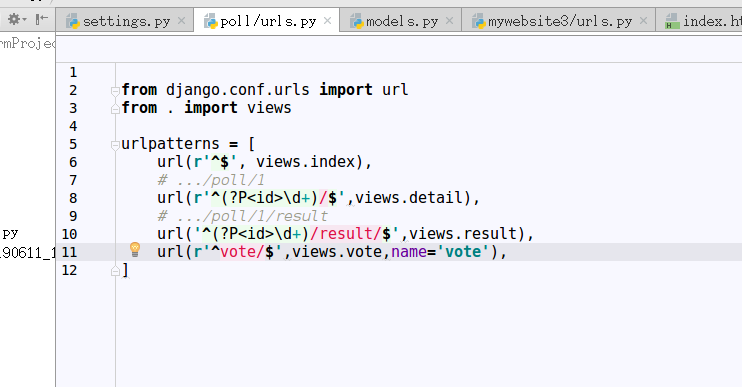 settings.py × poll/urls.py × models.py × mywebsite3/urls.py × index.h
rmProjec
1
2 from django.conf.urls import url
3 from . import views
4
5 urlpatterns = [
6 url(r'^$', views.index),
7 # .../poll/1
8 url(r'^(?P<id>\d+)/$',views.detail),
9 # .../poll/1/result
10 url('^(?P<id>\d+)/result/$',views.result),
11 url(r'^vote/$',views.vote,name='vote'),
12 ]
py
90611_1